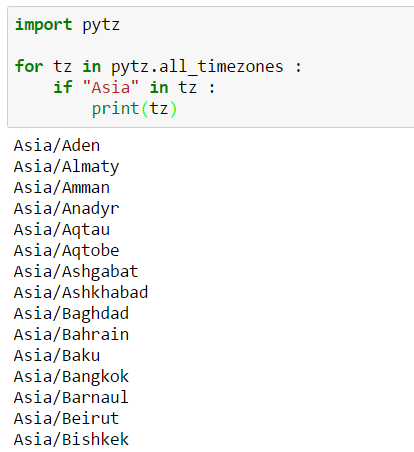 import pytz
for tz in pytz.all_timezones :
    if "Asia" in tz :
        print(tz)
Asia/Aden
Asia/Almaty
Asia/Amman
Asia/Anadyr
Asia/Aqtau
Asia/Aqtobe
Asia/Ashgabat
Asia/Ashkhabad
Asia/Baghdad
Asia/Bahrain
Asia/Baku
Asia/Bangkok
Asia/Barnaul
Asia/Beirut
Asia/Bishkek